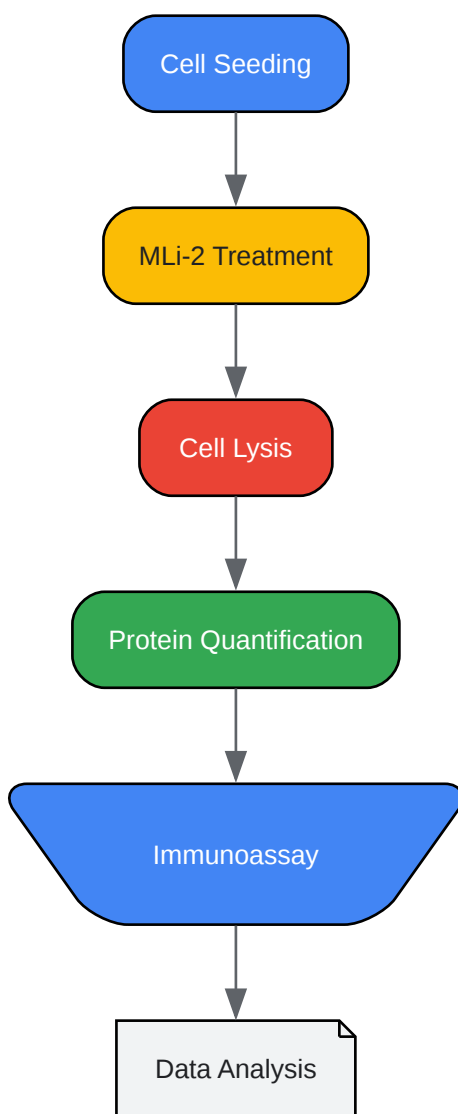 Cell Seeding
MLi-2 Treatment
Cell Lysis
Protein Quantification
Immunoassay
Data Analysis